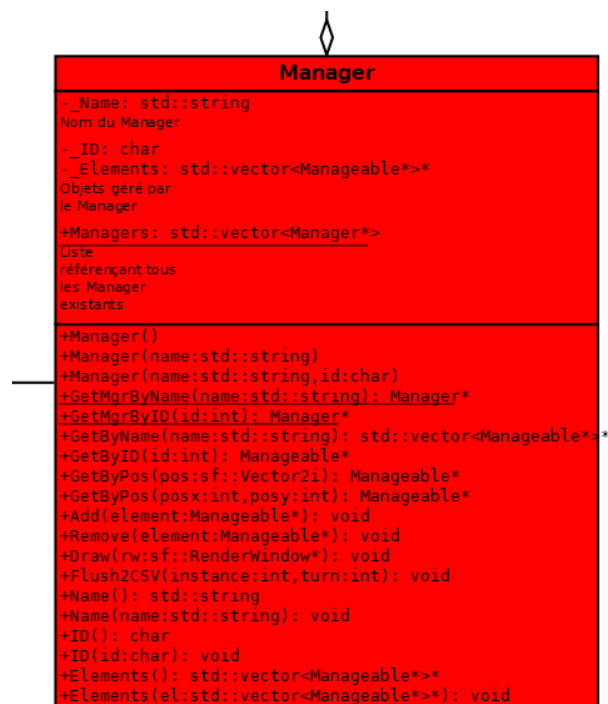 Manager
-_Name: std::string
Nom du Manager
-_ID: char
-_Elements: std::vector<Manageable*>*
Objets géré par
le Manager
+Managers: std::vector<Manager*>
Liste
référençant tous
les Manager
existants
+Manager()
+Manager(name:std::string)
+Manager(name:std::string,id:char)
+GetMgrByName(name:std::string): Manager*
+GetMgrByID(id:int): Manager*
+GetByName(name:std::string): std::vector<Manageable*>*
+GetByID(id:int): Manageable*
+GetByPos(pos:sf::Vector2i): Manageable*
+GetByPos(posx:int,posy:int): Manageable*
+Add(element:Manageable*): void
+Remove(element:Manageable*): void
+Draw(rw:sf::RenderWindow*): void
+Flush2CSV(instance:int,turn:int): void
+Name(): std::string
+Name(name:std::string): void
+ID(): char
+ID(id:char): void
+Elements(): std::vector<Manageable*>*
+Elements(el:std::vector<Manageable*>*): void